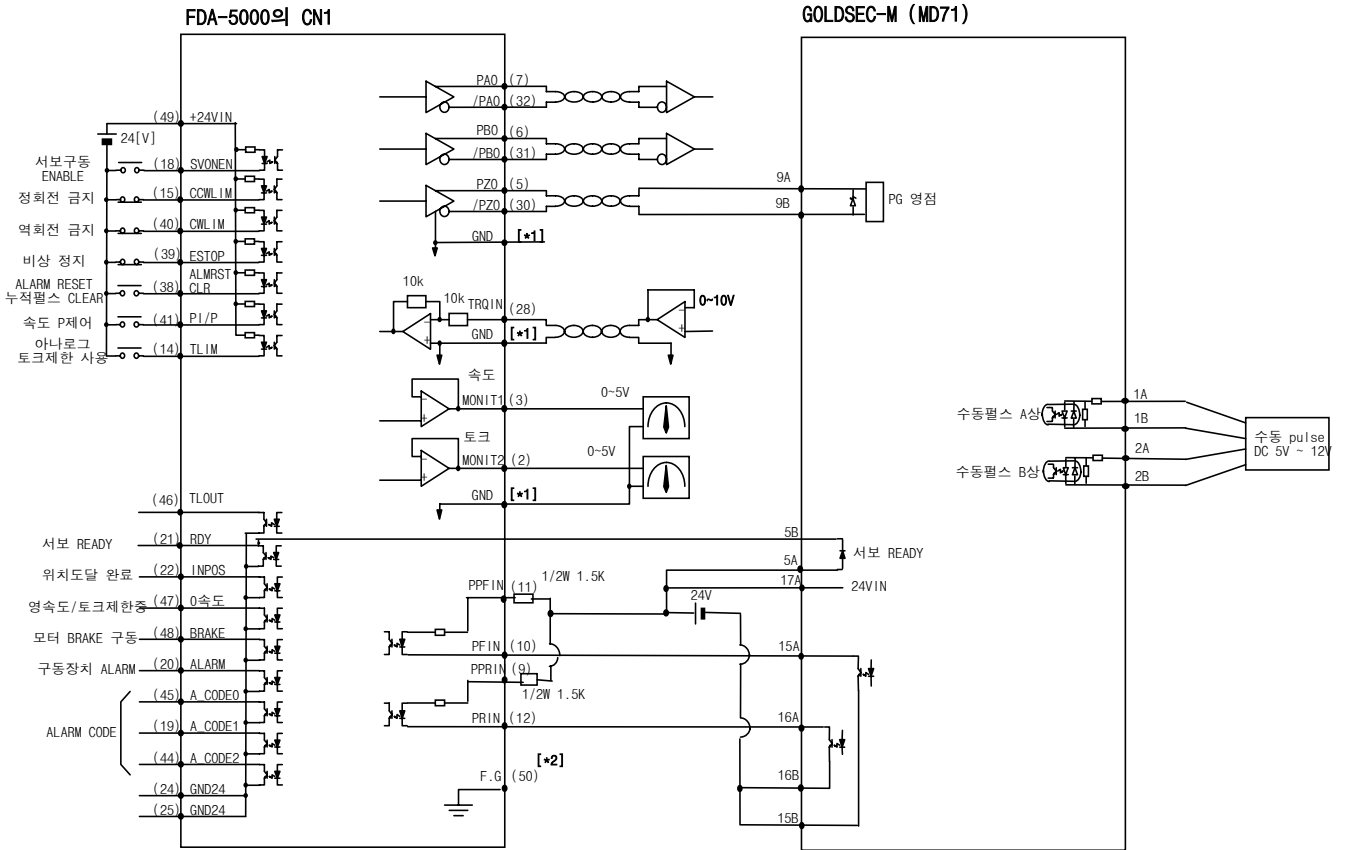 FDA-5000의 CN1
GOLDSEC-M (MD71)
PAO (7)
/PAO (32)
PBO (6)
/PBO (31)
PZO (5)
/PZO (30)
GND [*1]
9A
9B
PG 영점
(49) +24VIN
24[V]
서보구동
ENABLE
(18) SVONEN
정회전 금지
(15) CCWLIM
역회전 금지
(40) CWLIM
비상 정지
(39) ESTOP
ALARM RESET
누적펄스 CLEAR
(38)
ALMRST
CLR
속도 P제어
(41) PI/P
아나로그
토크제한 사용
(14) TLIM
10k
10k
TRQIN (28)
GND [*1]
0~10V
속도
MONIT1 (3)
0~5V
토크
MONIT2 (2)
0~5V
GND [*1]
수동펄스 A상
1A
1B
수동펄스 B상
2A
2B
수동 pulse
DC 5V ~ 12V
(46) TLOUT
서보 READY
(21) RDY
위치도달 완료
(22) INPOS
영속도/토크제한중
(47) 0속도
모터 BRAKE 구동
(48) BRAKE
구동장치 ALARM
(20) ALARM
ALARM CODE
(45) A_CODE0
(19) A_CODE1
(44) A_CODE2
(24) GND24
(25) GND24
5B
서보 READY
5A
17A
24VIN
PPFIN (11)
1/2W 1.5K
24V
PFIN (10)
15A
PPRIN (9)
1/2W 1.5K
PRIN (12)
16A
[*2]
F.G (50)
16B
15B